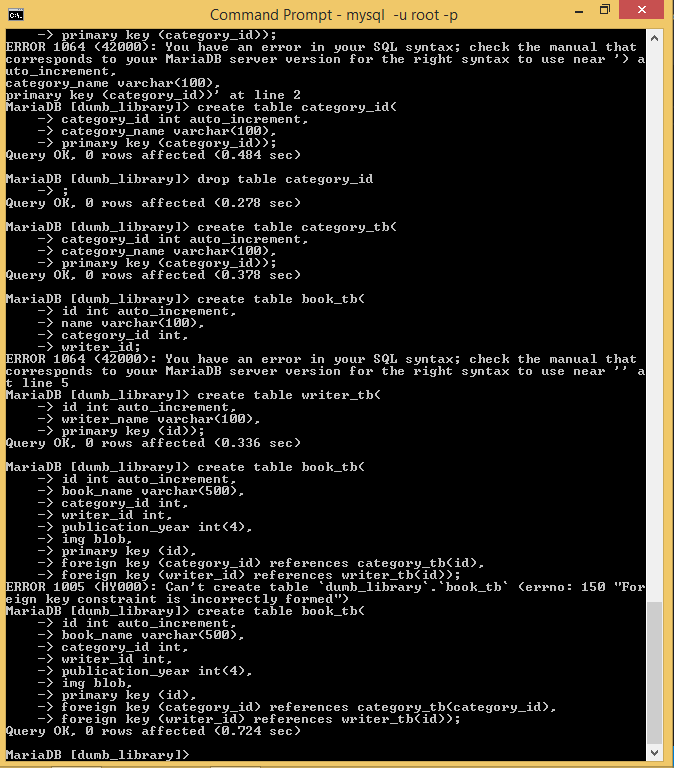 Command Prompt - mysql -u root -p
-> primary key (category_id));
ERROR 1064 (42000): You have an error in your SQL syntax; check the manual that
corresponds to your MariaDB server version for the right syntax to use near ') a
uto_increment,
category_name varchar(100),
primary key (category_id))' at line 2
MariaDB [dumb_library]> create table category_id(
-> category_id int auto_increment,
-> category_name varchar(100),
-> primary key (category_id));
Query OK, 0 rows affected (0.484 sec)
MariaDB [dumb_library]> drop table category_id
-> ;
Query OK, 0 rows affected (0.278 sec)
MariaDB [dumb_library]> create table category_tb(
-> category_id int auto_increment,
-> category_name varchar(100),
-> primary key (category_id));
Query OK, 0 rows affected (0.378 sec)
MariaDB [dumb_library]> create table book_tb(
-> id int auto_increment,
-> name varchar(100),
-> category_id int,
-> writer_id;
ERROR 1064 (42000): You have an error in your SQL syntax; check the manual that
corresponds to your MariaDB server version for the right syntax to use near '' a
t line 5
MariaDB [dumb_library]> create table writer_tb(
-> id int auto_increment,
-> writer_name varchar(100),
-> primary key (id));
Query OK, 0 rows affected (0.336 sec)
MariaDB [dumb_library]> create table book_tb(
-> id int auto_increment,
-> book_name varchar(500),
-> category_id int,
-> writer_id int,
-> publication_year int(4),
-> img blob,
-> primary key (id),
-> foreign key (category_id) references category_tb(id),
-> foreign key (writer_id) references writer_tb(id));
ERROR 1005 (HY000): Can't create table `dumb_library`.`book_tb` (errno: 150 "For
eign key constraint is incorrectly formed")
MariaDB [dumb_library]> create table book_tb(
-> id int auto_increment,
-> book_name varchar(500),
-> category_id int,
-> writer_id int,
-> publication_year int(4),
-> img blob,
-> primary key (id),
-> foreign key (category_id) references category_tb(category_id),
-> foreign key (writer_id) references writer_tb(id));
Query OK, 0 rows affected (0.724 sec)
MariaDB [dumb_library]>